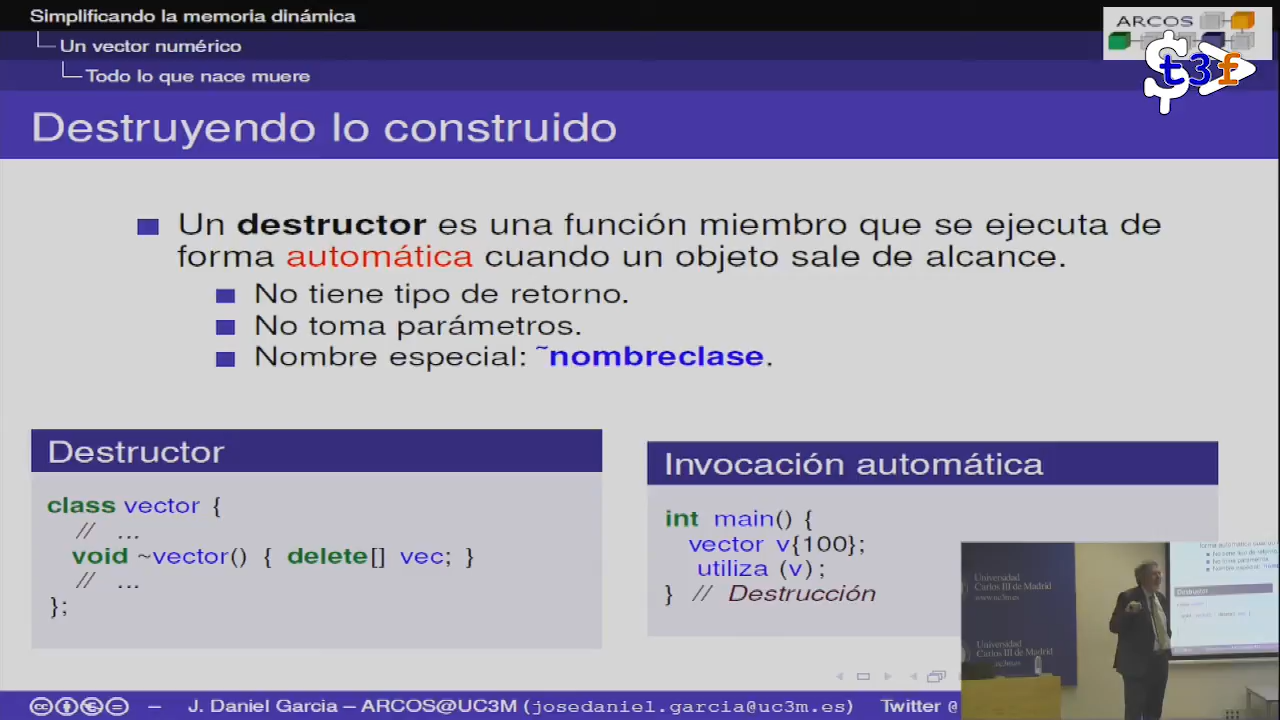 Simplificando la memoria dinámica
Un vector numérico
Todo lo que nace muere
ARCOS
$t3f
Destruyendo lo construido
Un destructor es una función miembro que se ejecuta de
forma automática cuando un objeto sale de alcance.
No tiene tipo de retorno.
No toma parámetros.
Nombre especial: ~nombreclase.
Destructor
class vector {
// ...
void ~vector() { delete[] vec; }
// ...
};
Invocación automática
int main() {
vector v{100};
utiliza (v);
} // Destrucción
Universidad
Carlos III de Madrid
www.uc3m.es
Universidad
Carlos III de Madrid
www.uc3m.es
Destructor
– J. Daniel Garcia – ARCOS@UC3M (josedaniel.garcia@uc3m.es) Twitter @